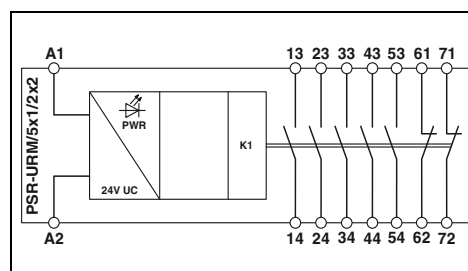 A1 13 23 33 43 53 61 71
PSR-URM/5x1/2x2
PWR
K1
24V UC
A2 14 24 34 44 54 62 72